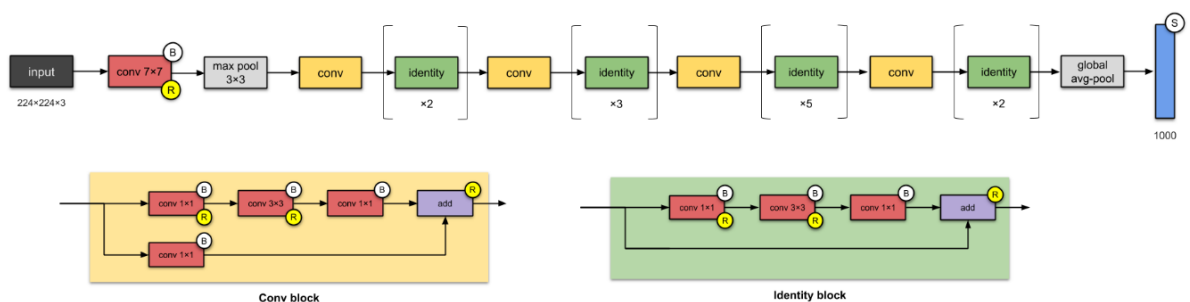 input
224×224×3
conv 7×7
B
R
max pool
3×3
conv
identity
×2
conv
identity
×3
conv
identity
×5
conv
identity
×2
global
avg-pool
S
1000
conv 1×1
B
R
conv 3×3
B
R
conv 1×1
B
add
R
conv 1×1
B
Conv block
conv 1×1
B
R
conv 3×3
B
R
conv 1×1
B
add
R
Identity block